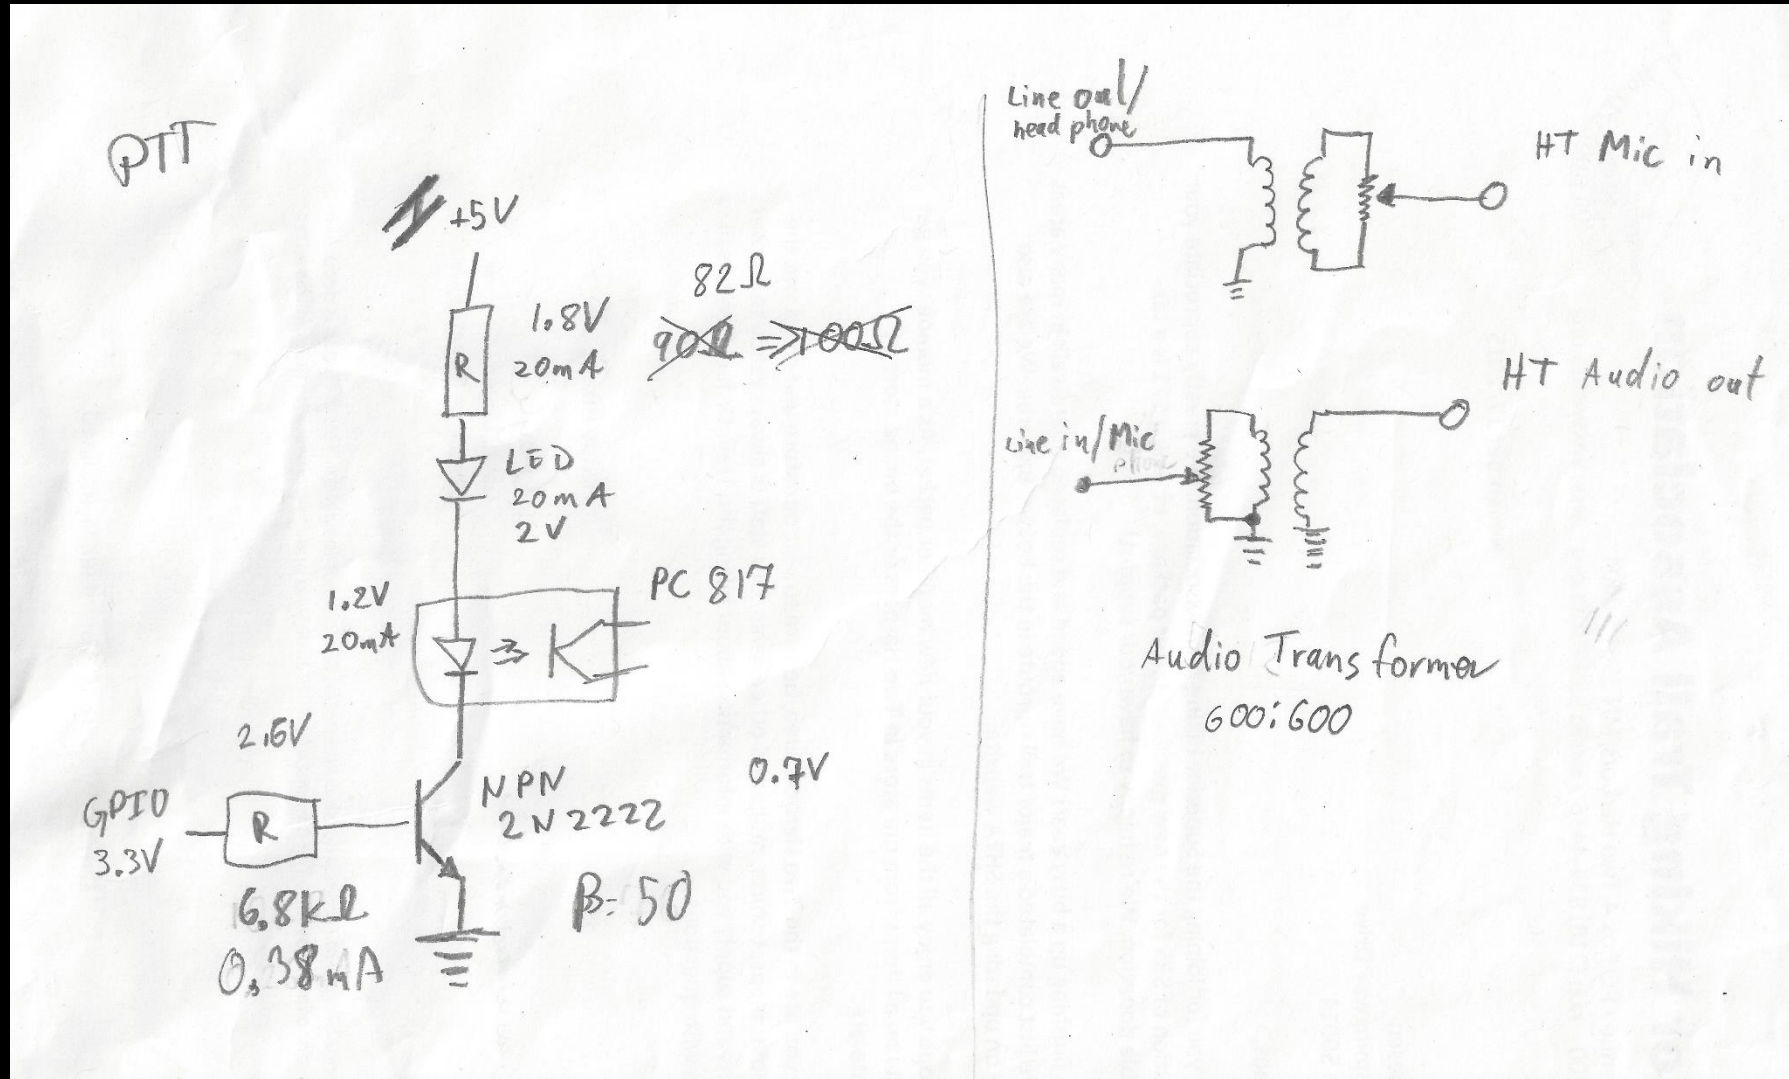 PTT
+5V
82Ω
1.8V
20mA
90Ω => 100Ω
R
LED
20mA
2V
1.2V
20mA
PC 817
2.6V
GPIO
3.3V
R
NPN
2N2222
0.7V
6.8kΩ
0.38mA
β=50
Line out/
head phone
HT Mic in
HT Audio out
Line in/Mic
Audio Transformer
600:600